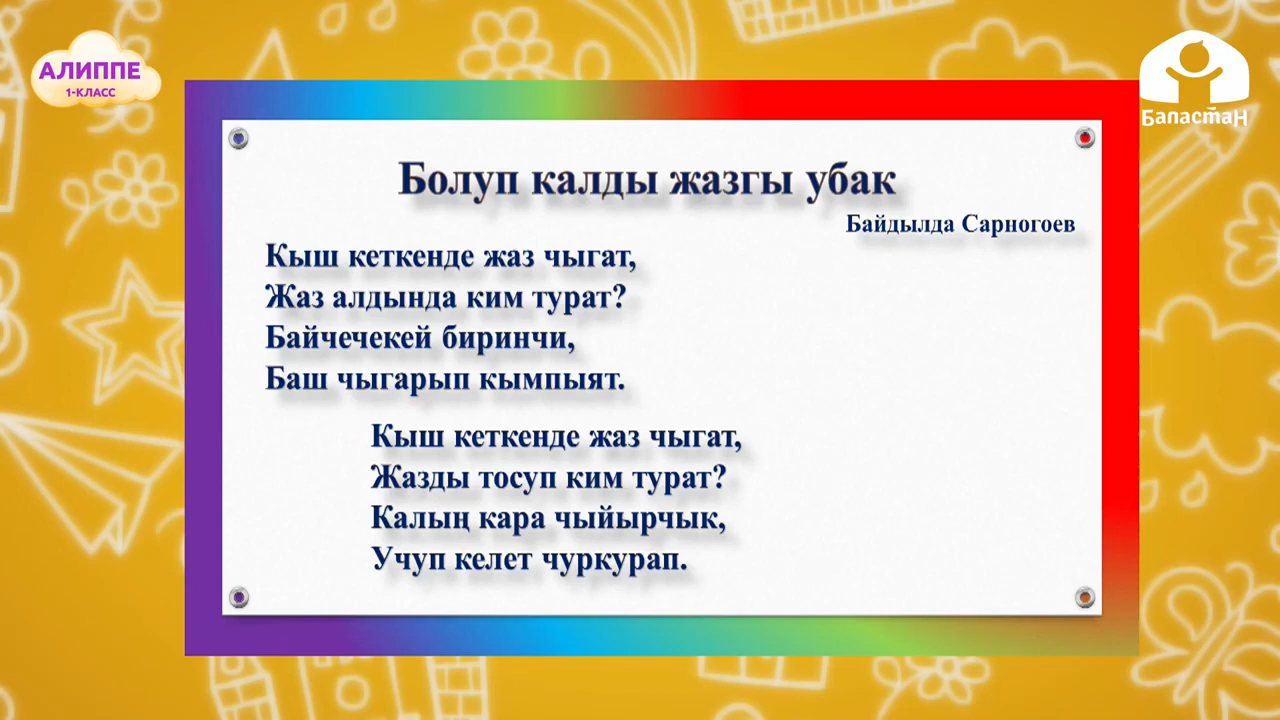 АЛИППЕ
1-КЛАСС
Баластан
Болуп калды жазгы убак
Байдылда Сарногоев
Кыш кеткенде жаз чыгат,
Жаз алдында ким турат?
Байчечекей биринчи,
Баш чыгарып кымпыят.
Кыш кеткенде жаз чыгат,
Жазды тосуп ким турат?
Калың кара чыйырчык,
Учуп келет чуркурап.